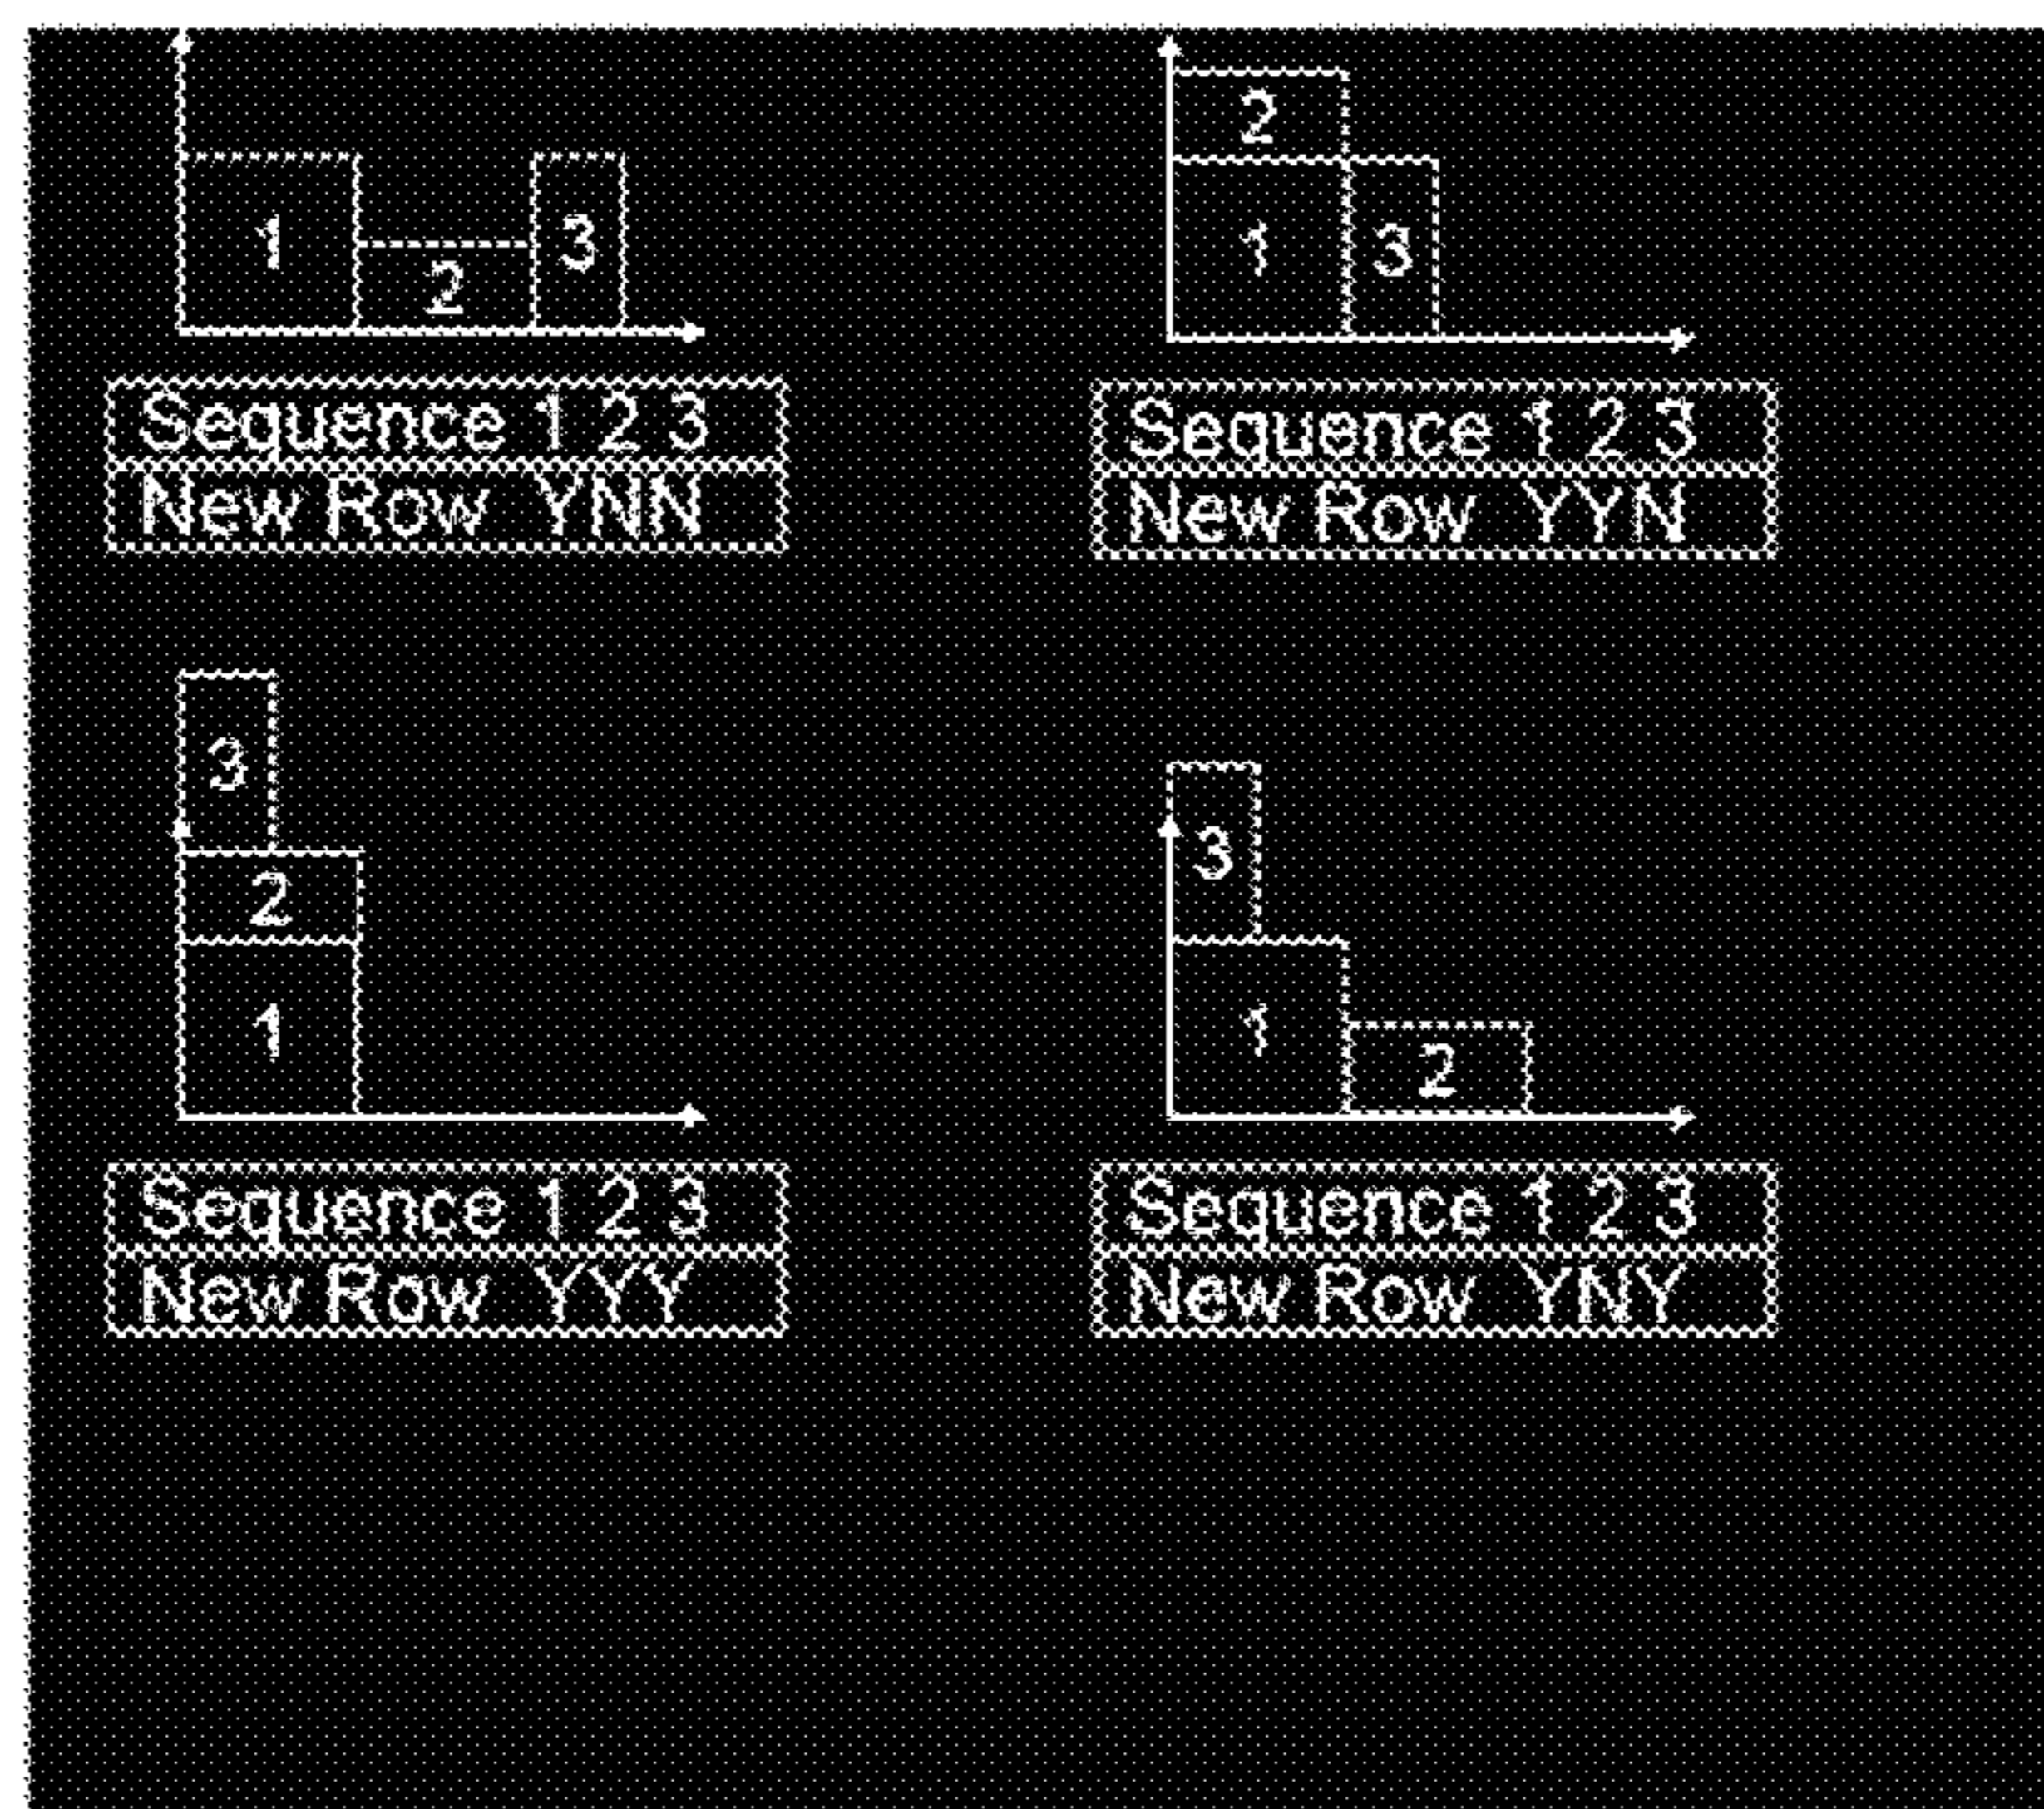 2
1 2 3
1 3
Sequence 1 2 3
Sequence 1 2 3
New Row YNN
New Row YYN
3
3
2
1
1 2
Sequence 1 2 3
Sequence 1 2 3
New Row YYY
New Row YNY